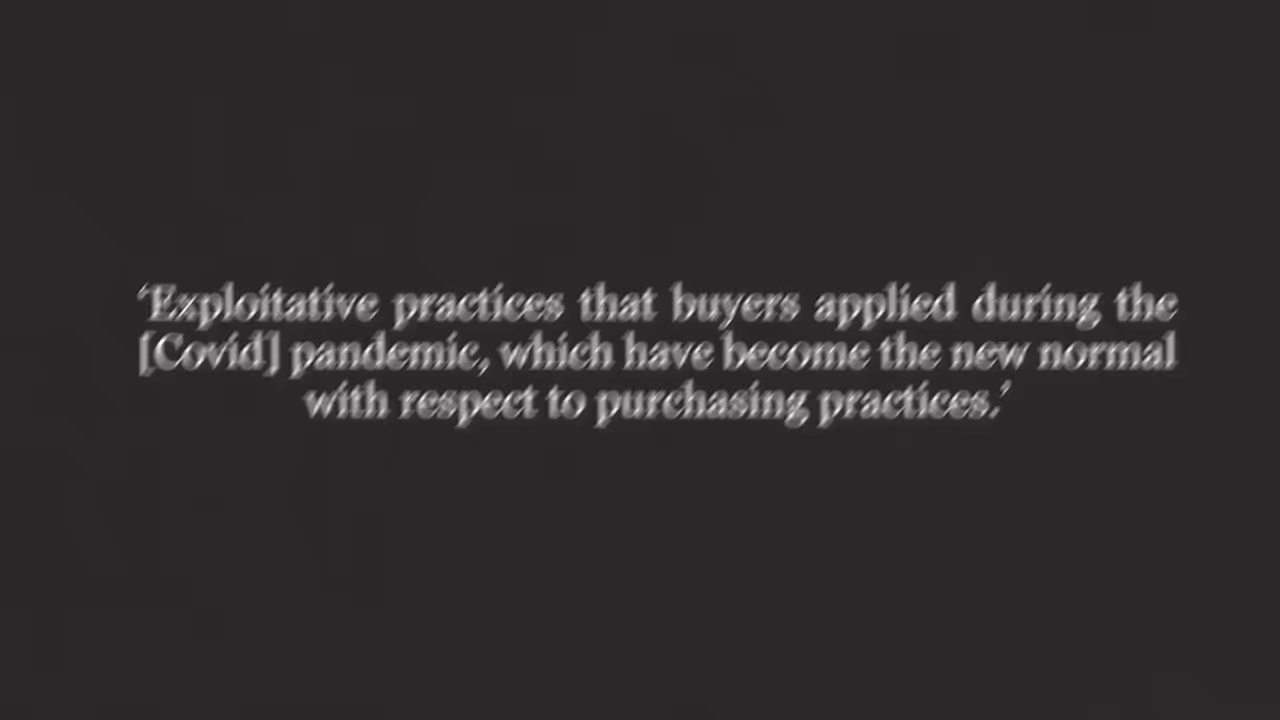 ‘Exploitative practices that buyers applied during the
[Covid] pandemic, which have become the new normal
with respect to purchasing practices.’